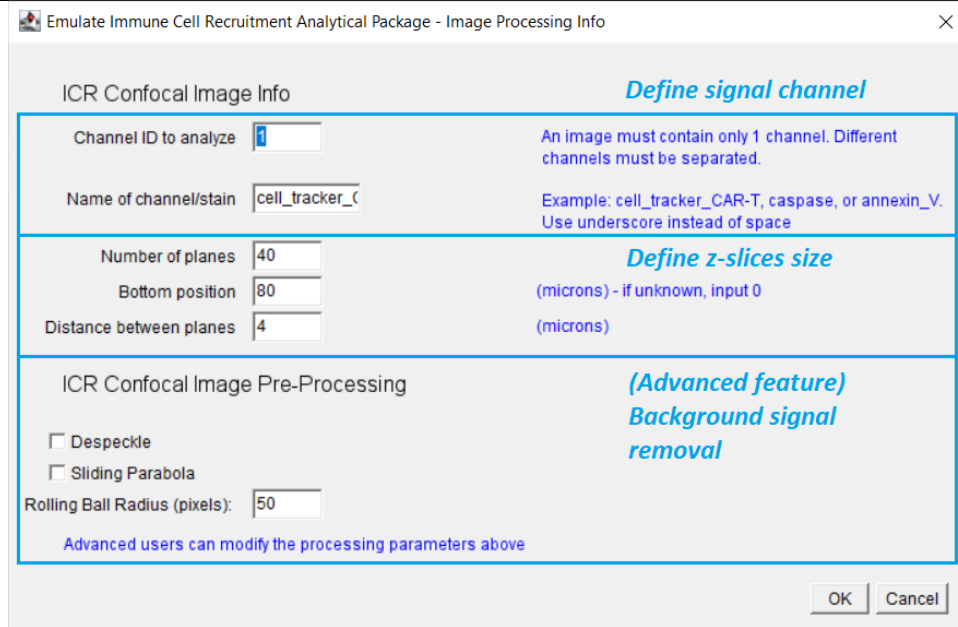 Emulate Immune Cell Recruitment Analytical Package - Image Processing Info
ICR Confocal Image Info
Define signal channel
Channel ID to analyze 1
An image must contain only 1 channel. Different
channels must be separated.
Name of channel/stain cell_tracker_(
Example: cell_tracker_CAR-T, caspase, or annexin_V.
Use underscore instead of space
Number of planes 40
Define z-slices size
Bottom position 80 (microns) - if unknown, input 0
Distance between planes 4 (microns)
ICR Confocal Image Pre-Processing
(Advanced feature)
Background signal
removal
Despeckle
Sliding Parabola
Rolling Ball Radius (pixels): 50
Advanced users can modify the processing parameters above
OK Cancel